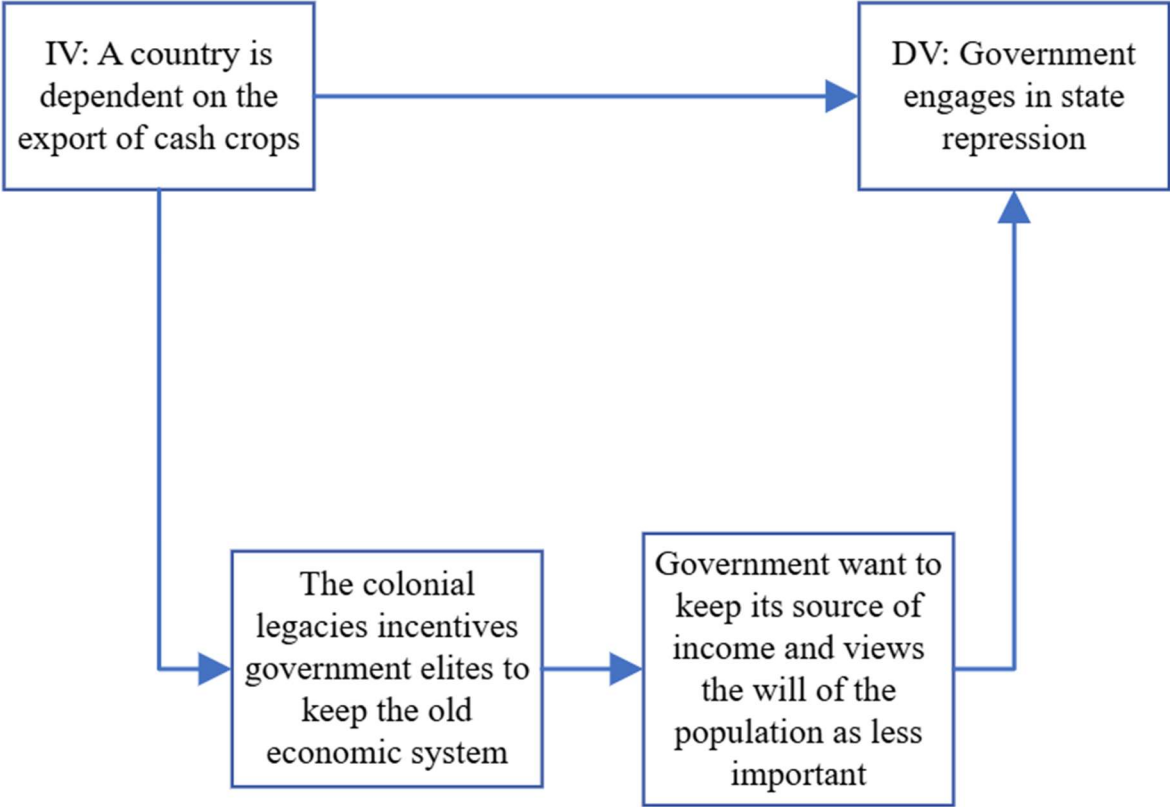 IV: A country is
dependent on the
export of cash crops
DV: Government
engages in state
repression
The colonial
legacies incentives
government elites to
keep the old
economic system
Government want to
keep its source of
income and views
the will of the
population as less
important